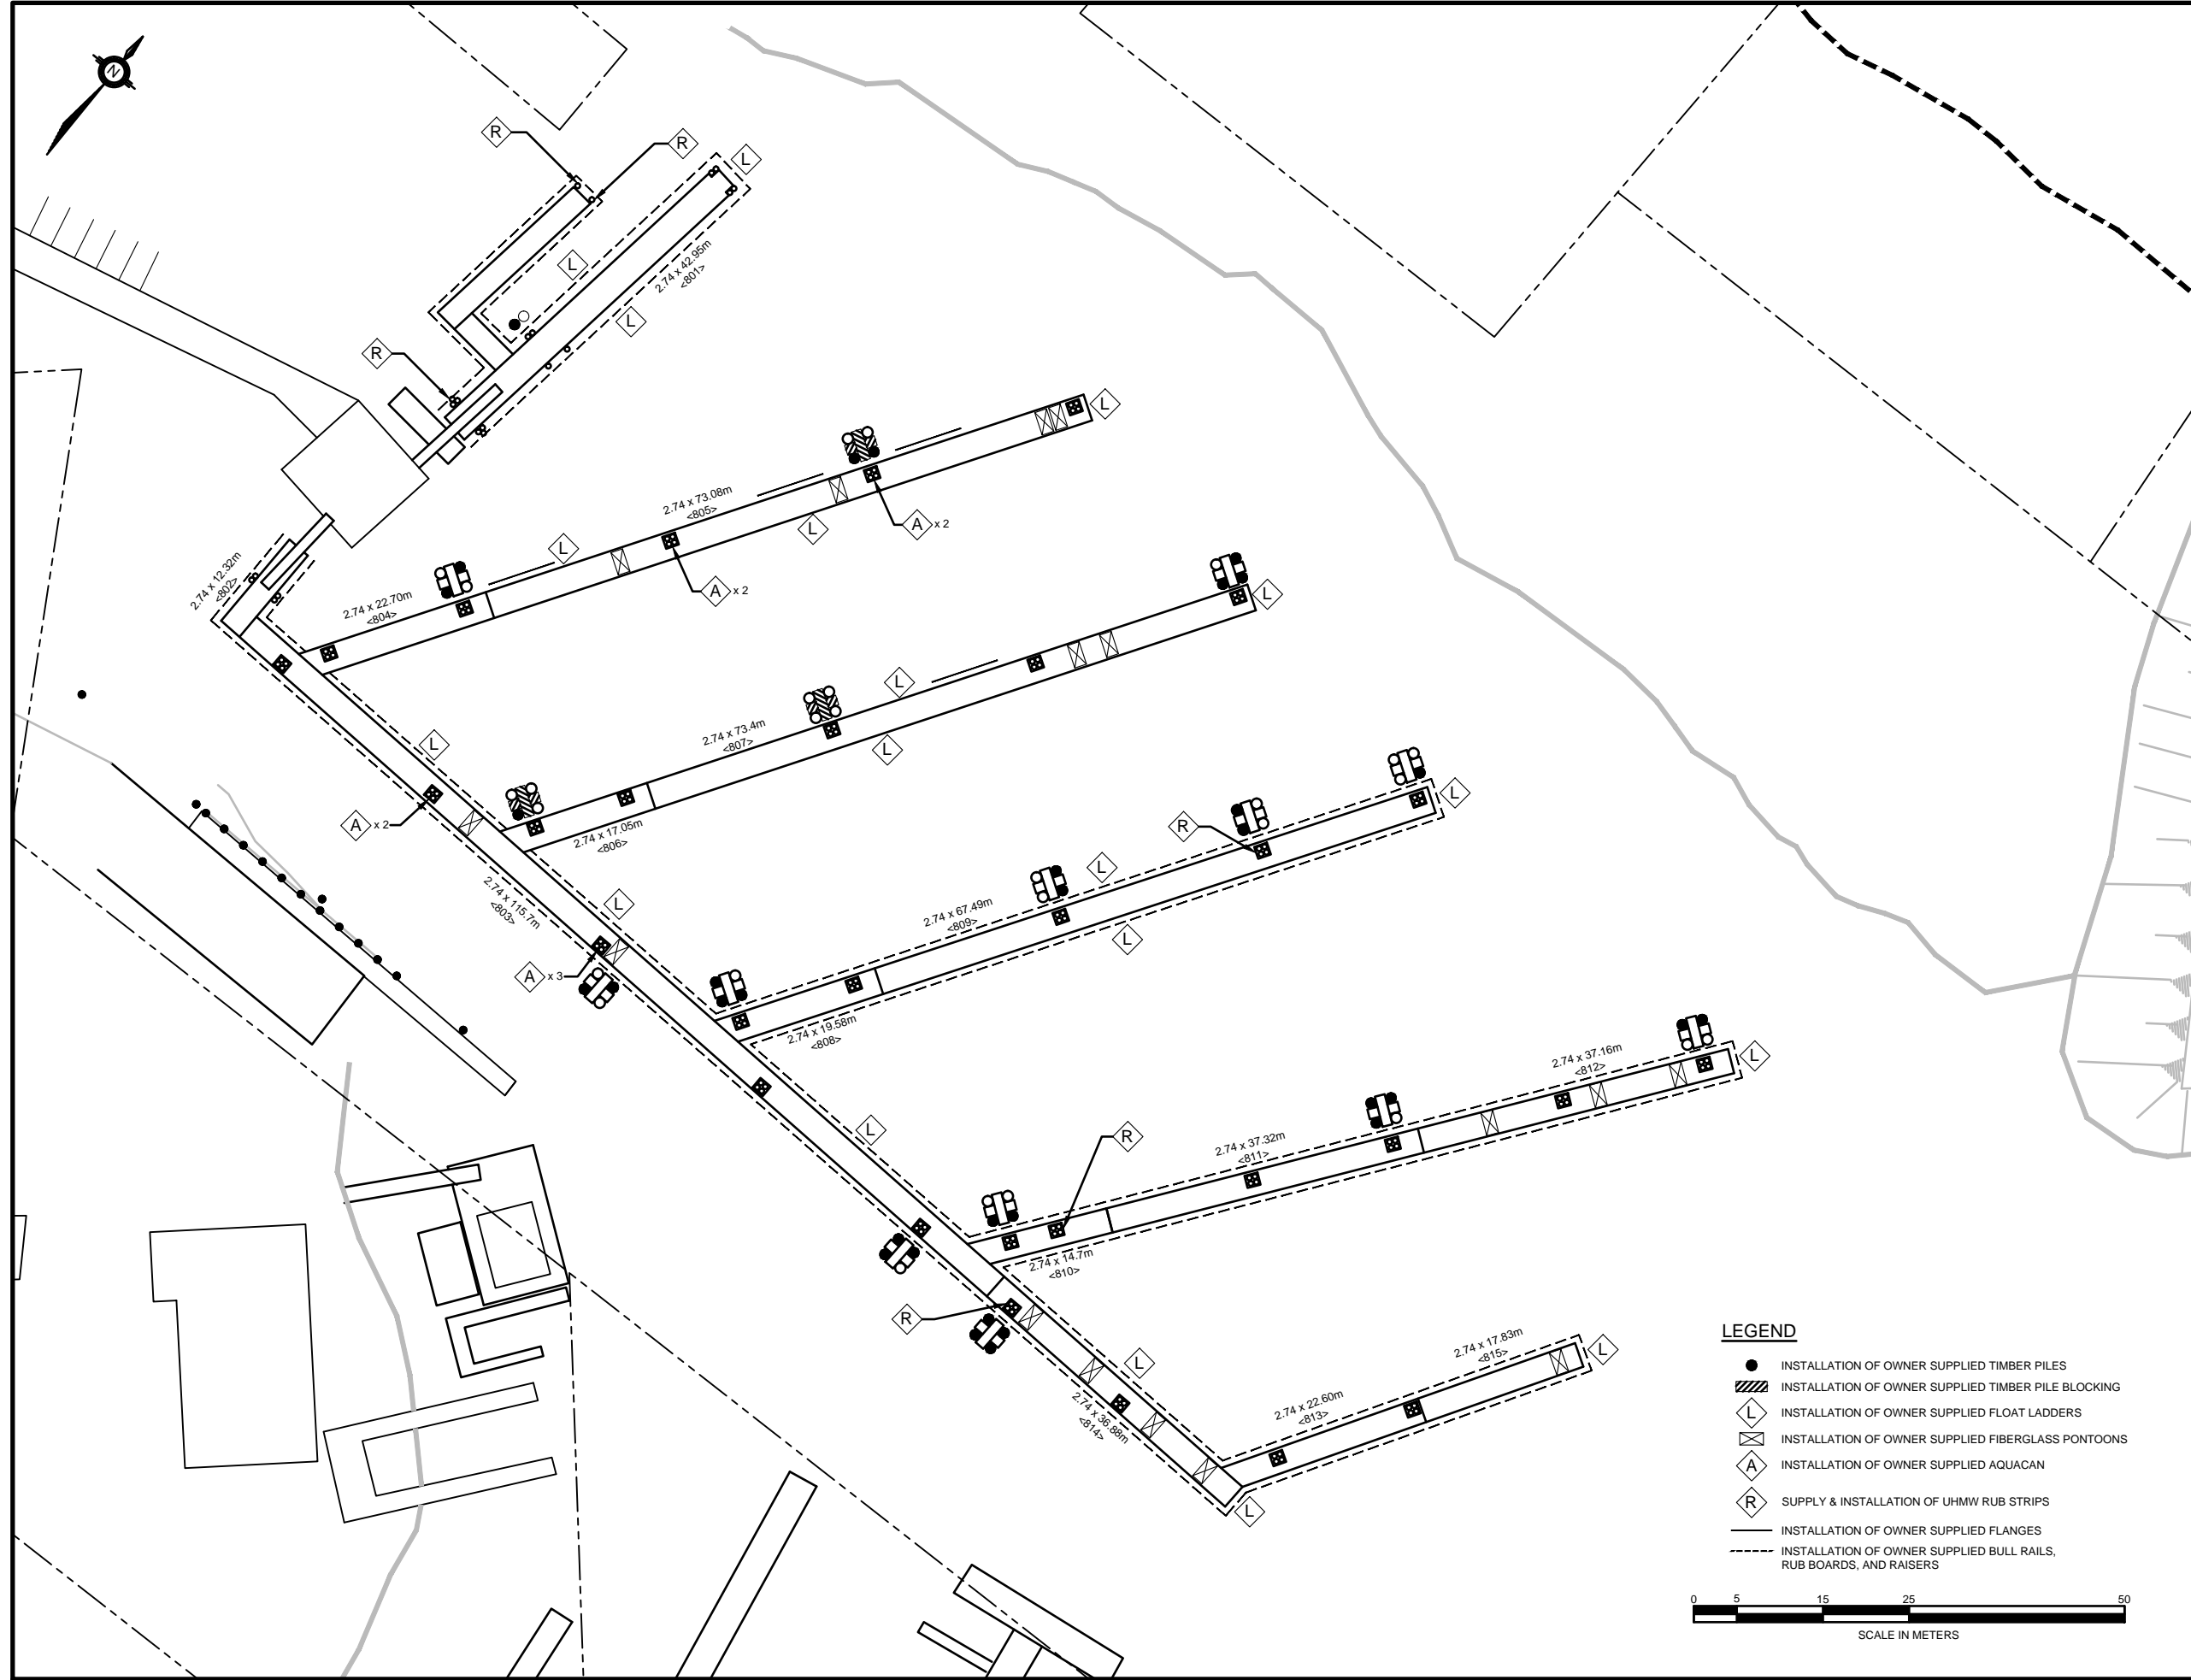 N
R
R
L
L
2.74 x 42.95m
<801>
L
R
L
A x 2
2.74 x 73.08m
<805>
L
L
A x 2
2.74 x 12.32m
<802>
2.74 x 22.70m
<804>
L
L
2.74 x 73.4m
<807>
L
L
A x 2
2.74 x 17.05m
<806>
L
R
L
2.74 x 115.7m
<803>
L
2.74 x 67.49m
<809>
L
A x 3
2.74 x 19.58m
<808>
L
2.74 x 37.16m
<812>
L
R
2.74 x 37.32m
<811>
2.74 x 14.7m
<810>
R
L
2.74 x 36.88m
<814>
2.74 x 17.83m
<815>
L
2.74 x 22.60m
<813>
L
LEGEND
INSTALLATION OF OWNER SUPPLIED TIMBER PILES
INSTALLATION OF OWNER SUPPLIED TIMBER PILE BLOCKING
L INSTALLATION OF OWNER SUPPLIED FLOAT LADDERS
INSTALLATION OF OWNER SUPPLIED FIBERGLASS PONTOONS
A INSTALLATION OF OWNER SUPPLIED AQUACAN
R SUPPLY & INSTALLATION OF UHMW RUB STRIPS
INSTALLATION OF OWNER SUPPLIED FLANGES
INSTALLATION OF OWNER SUPPLIED BULL RAILS,
RUB BOARDS, AND RAISERS
0 5 15 25 50
SCALE IN METERS